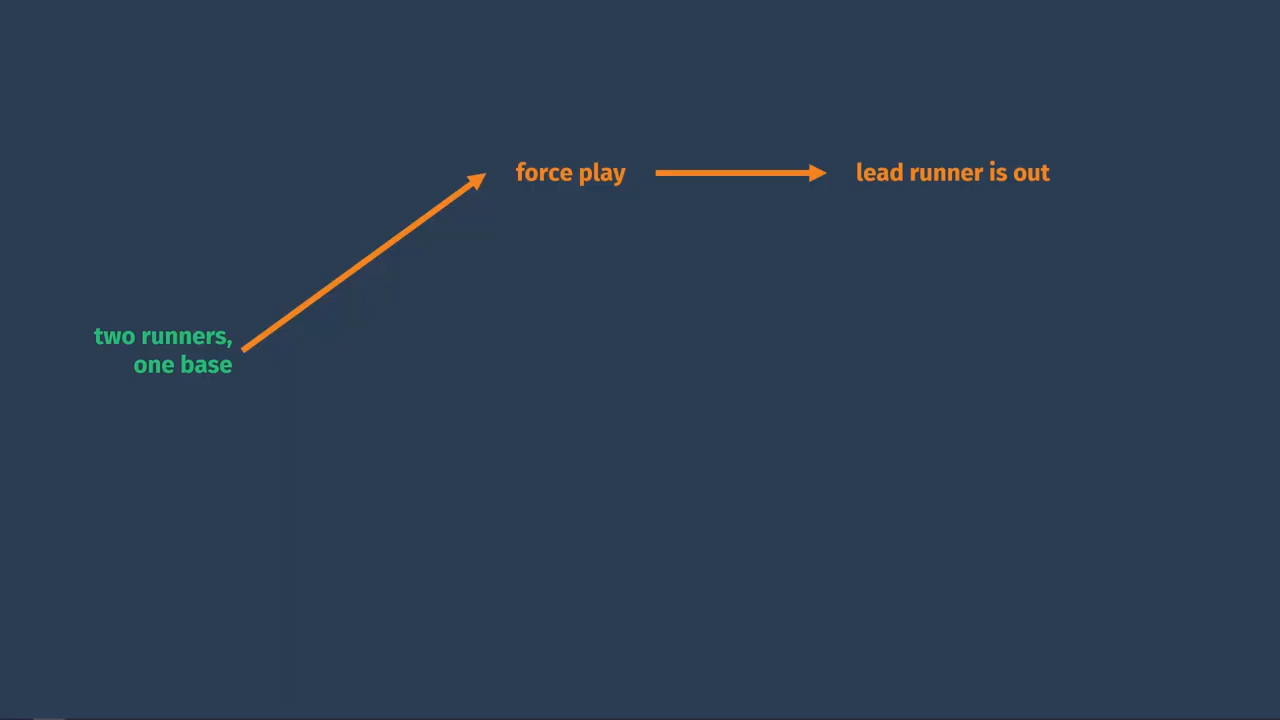 force play
lead runner is out
two runners,
one base